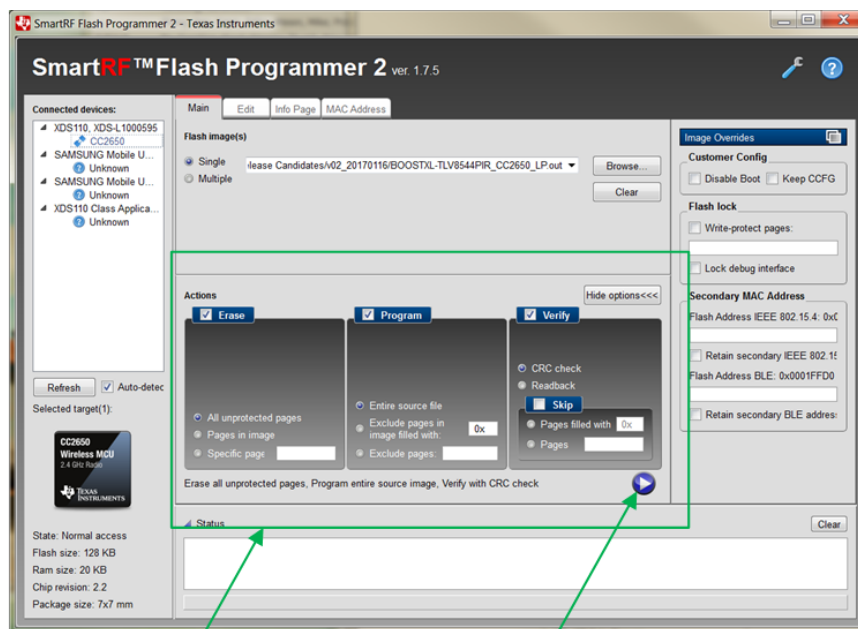 SmartRF Flash Programmer 2 - Texas Instruments
SmartRF™Flash Programmer 2 ver. 1.7.5
Connected devices:
XDS110, XDS-L1000595
CC2650
SAMSUNG Mobile U...
Unknown
SAMSUNG Mobile U...
Unknown
XDS110 Class Applica...
Unknown
Refresh
Auto-detec
Selected target(1):
CC2650
Wireless MCU
2.4 GHz Radio
TEXAS
INSTRUMENTS
State: Normal access
Flash size: 128 KB
Ram size: 20 KB
Chip revision: 2.2
Package size: 7x7 mm
Main Edit Info Page MAC Address
Flash image(s)
Single
lease Candidates/v02_20170116/BOOSTXL-TLV8544PIR_CC2650_LP.out
Browse...
Multiple
Clear
Actions
Hide options<<<
Erase
All unprotected pages
Pages in image
Specific page
Program
Entire source file
Exclude pages in
image filled with: 0x
Exclude pages:
Verify
CRC check
Readback
Skip
Pages filled with 0x
Pages
Erase all unprotected pages, Program entire source image, Verify with CRC check
Status
Clear
Image Overrides
Customer Config
Disable Boot Keep CCFG
Flash lock
Write-protect pages:
Lock debug interface
Secondary MAC Address
Flash Address IEEE 802.15.4: 0x
Retain secondary IEEE 802.15
Flash Address BLE: 0x0001FFD0
Retain secondary BLE address